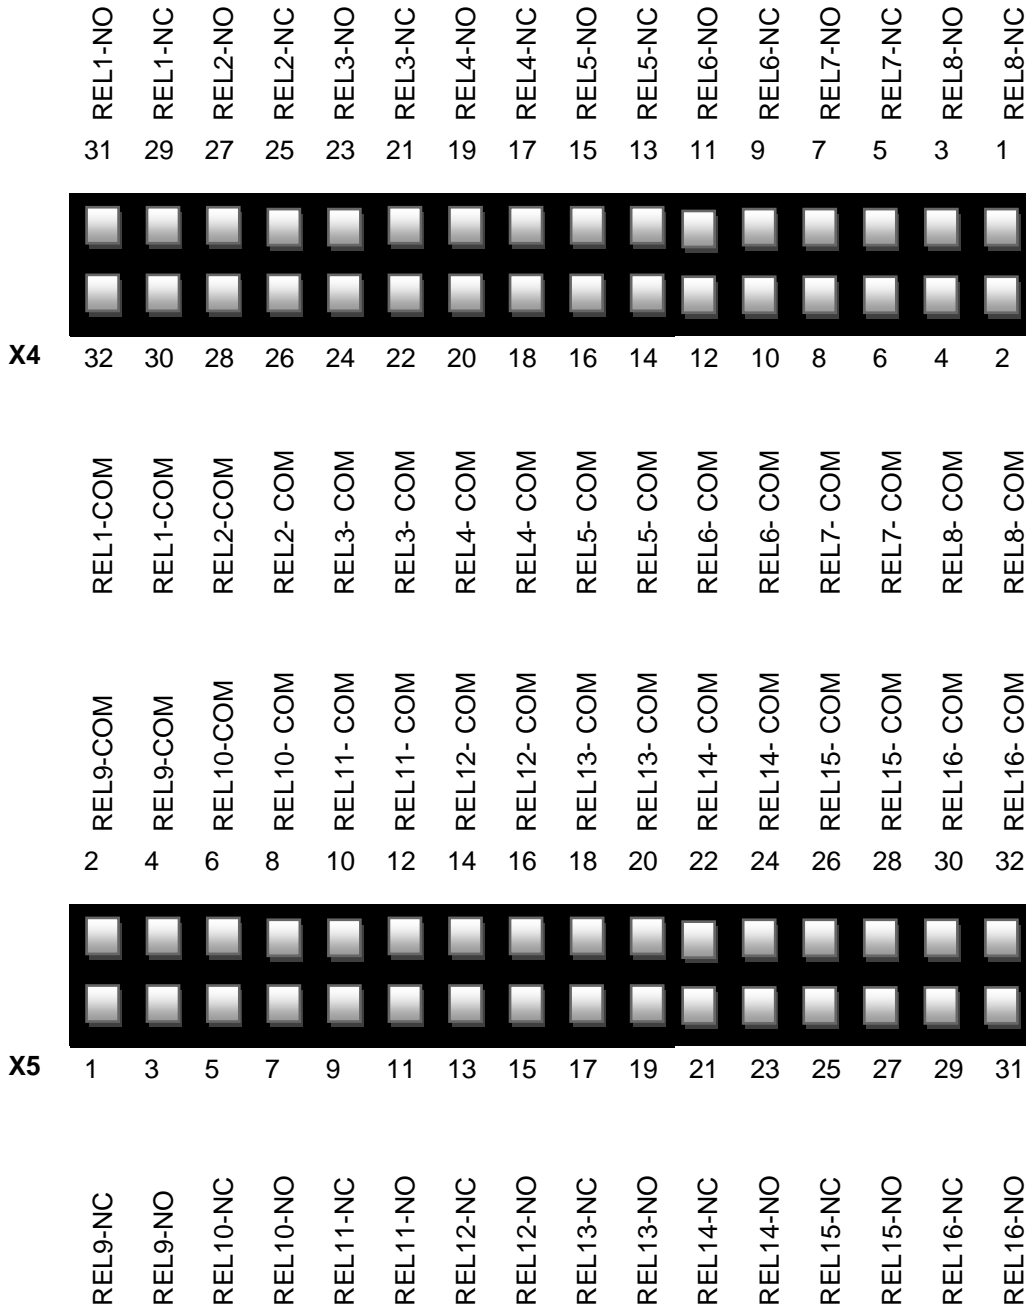 REL1-NO REL1-NC REL2-NO REL2-NC REL3-NO REL3-NC REL4-NO REL4-NC REL5-NO REL5-NC REL6-NO REL6-NC REL7-NO REL7-NC REL8-NO REL8-NC
31 29 27 25 23 21 19 17 15 13 11 9 7 5 3 1
X4 32 30 28 26 24 22 20 18 16 14 12 10 8 6 4 2
REL1-COM REL1-COM REL2-COM REL2- COM REL3- COM REL3- COM REL4- COM REL4- COM REL5- COM REL5- COM REL6- COM REL6- COM REL7- COM REL7- COM REL8- COM REL8- COM
REL9-COM REL9-COM REL10-COM REL10- COM REL11- COM REL11- COM REL12- COM REL12- COM REL13- COM REL13- COM REL14- COM REL14- COM REL15- COM REL15- COM REL16- COM REL16- COM
2 4 6 8 10 12 14 16 18 20 22 24 26 28 30 32
X5 1 3 5 7 9 11 13 15 17 19 21 23 25 27 29 31
REL9-NC REL9-NO REL10-NC REL10-NO REL11-NC REL11-NO REL12-NC REL12-NO REL13-NC REL13-NO REL14-NC REL14-NO REL15-NC REL15-NO REL16-NC REL16-NO